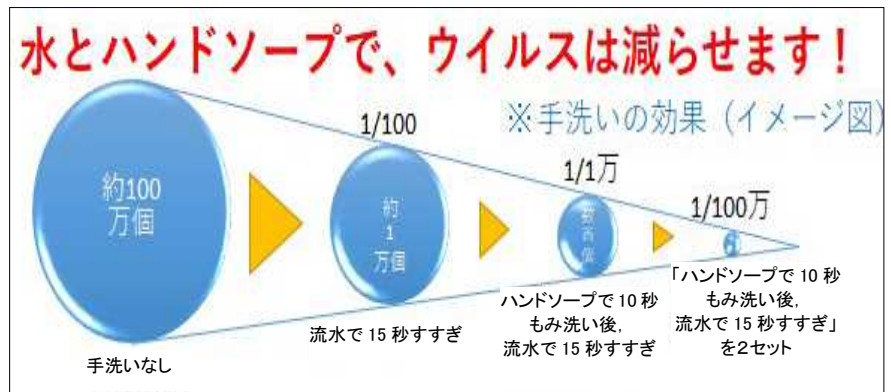 水とハンドソープで、ウイルスは減らせます!
※手洗いの効果（イメージ図)
1/100
1/1万
1/100万
約100
万個
約
1
万個
数百個
手洗いなし
流水で 15 秒すすぎ
ハンドソープで 10 秒
もみ洗い後,
流水で 15 秒すすぎ
「ハンドソープで 10 秒
もみ洗い後,
流水で 15 秒すすぎ」
を2セット